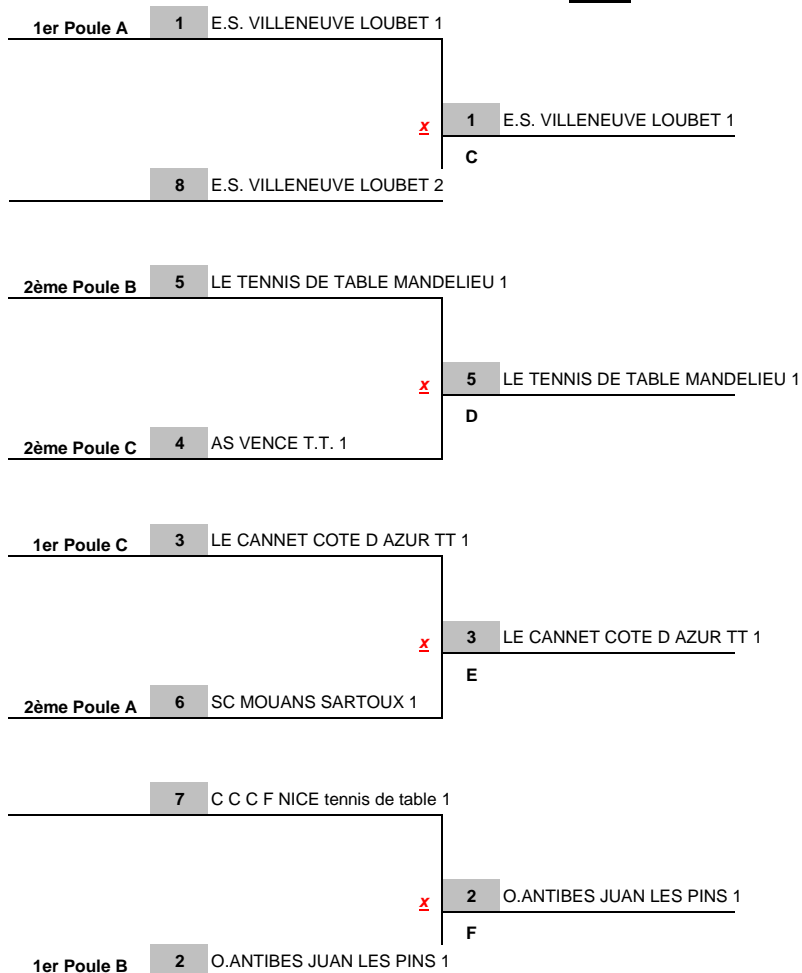 1er Poule A 1 E.S. VILLENEUVE LOUBET 1
x 1 E.S. VILLENEUVE LOUBET 1
C
8 E.S. VILLENEUVE LOUBET 2
2ème Poule B 5 LE TENNIS DE TABLE MANDELIEU 1
x 5 LE TENNIS DE TABLE MANDELIEU 1
D
2ème Poule C 4 AS VENCE T.T. 1
1er Poule C 3 LE CANNET COTE D AZUR TT 1
x 3 LE CANNET COTE D AZUR TT 1
E
2ème Poule A 6 SC MOUANS SARTOUX 1
7 C C C F NICE tennis de table 1
x 2 O.ANTIBES JUAN LES PINS 1
F
1er Poule B 2 O.ANTIBES JUAN LES PINS 1